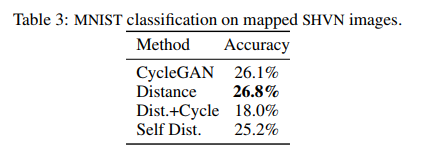 Table 3: MNIST classification on mapped SHVN images.
Method Accuracy
CycleGAN 26.1%
Distance 26.8%
Dist.+Cycle 18.0%
Self Dist. 25.2%